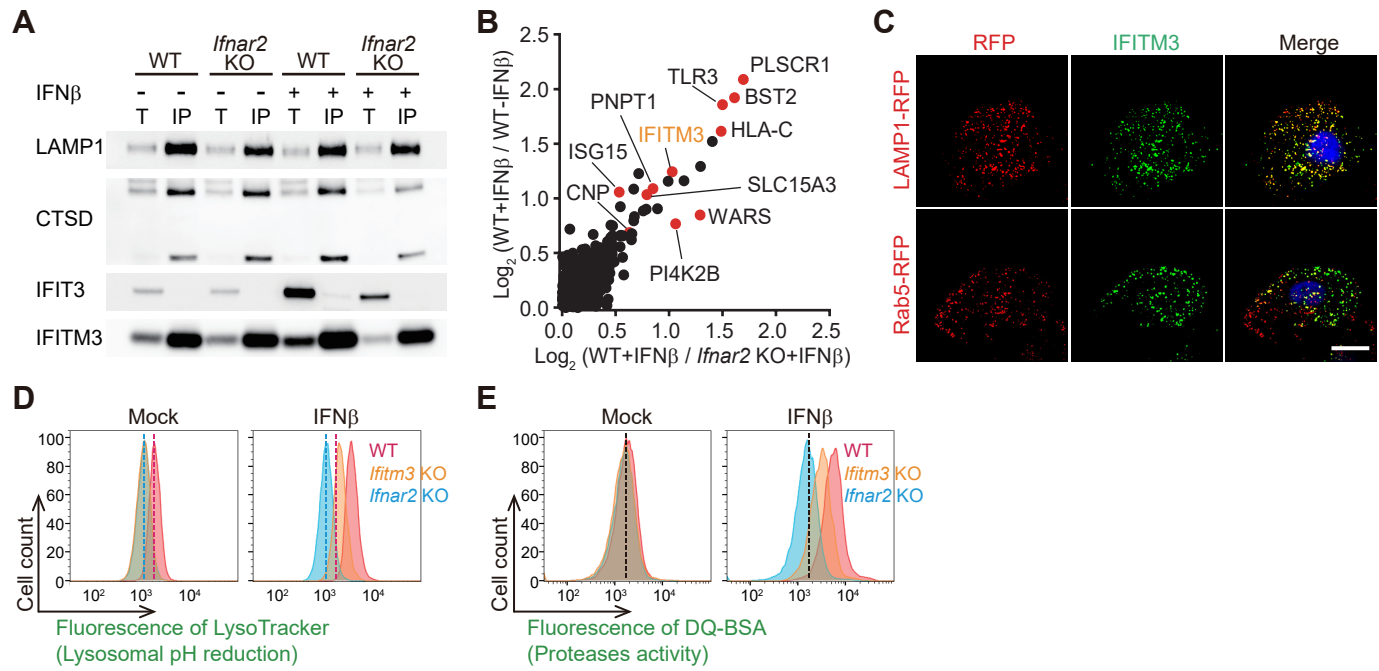 A
Ifnar2 Ifnar2
WT KO WT KO
IFNβ - - - - + + + +
T IP T IP T IP T IP
LAMP1
CTSD
IFIT3
IFITM3
B
2.5
2.0
1.5
1.0
0.5
0.0
Log2 (WT+IFNβ / WT-IFNβ)
PLSCR1
TLR3
BST2
PNPT1
HLA-C
IFITM3
ISG15
SLC15A3
CNP
WARS
PI4K2B
0.0 0.5 1.0 1.5 2.0 2.5
Log2 (WT+IFNβ / Ifnar2 KO+IFNβ)
C
RFP IFITM3 Merge
LAMP1-RFP
Rab5-RFP
D
Mock IFNβ
100
80
60
40
20
0
Cell count
WT
Ifitm3 KO
Ifnar2 KO
10² 10³ 10⁴ 10² 10³ 10⁴
Fluorescence of LysoTracker
(Lysosomal pH reduction)
E
Mock IFNβ
100
80
60
40
20
0
Cell count
WT
Ifitm3 KO
Ifnar2 KO
10² 10³ 10⁴ 10² 10³ 10⁴
Fluorescence of DQ-BSA
(Proteases activity)